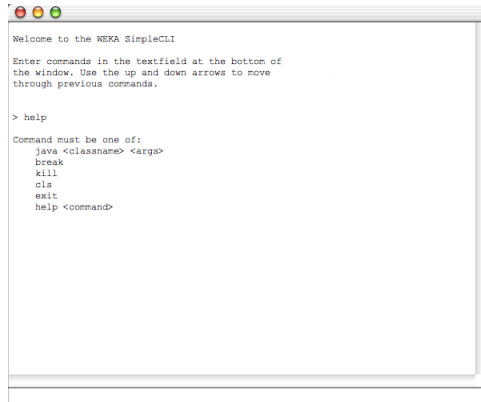 Welcome to the WEKA SimpleCLI
Enter commands in the textfield at the bottom of
the window. Use the up and down arrows to move
through previous commands.
> help
Command must be one of:
java <classname> <args>
break
kill
cls
exit
help <command>